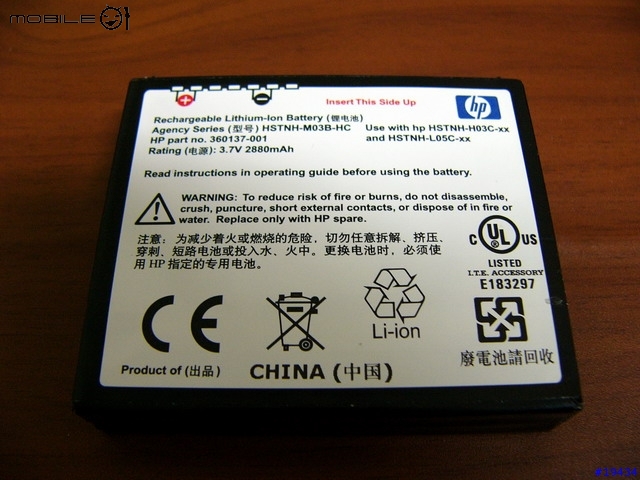 MOBILE01
Insert This Side Up
hp
Rechargeable Lithium-Ion Battery (锂电池)
Agency Series (型号) HSTNH-M03B-HC
Use with hp HSTNH-H03C-xx
HP part no. 360137-001
and HSTNH-L05C-xx
Rating (电源): 3.7V 2880mAh
Read instructions in operating guide before using the battery.
WARNING: To reduce risk of fire or burns, do not disassemble,
crush, puncture, short external contacts, or dispose of in fire or
water. Replace only with HP spare.
注意：为减少着火或燃烧的危险，切勿任意拆解、挤压、
穿刺、短路电池或投入水、火中。更换电池时，必须使
用 HP 指定的专用电池。
C UL US
LISTED
I.T.E. ACCESSORY
E183297
CE
Li-ion
廢電池請回收
Product of (出品) CHINA (中国)